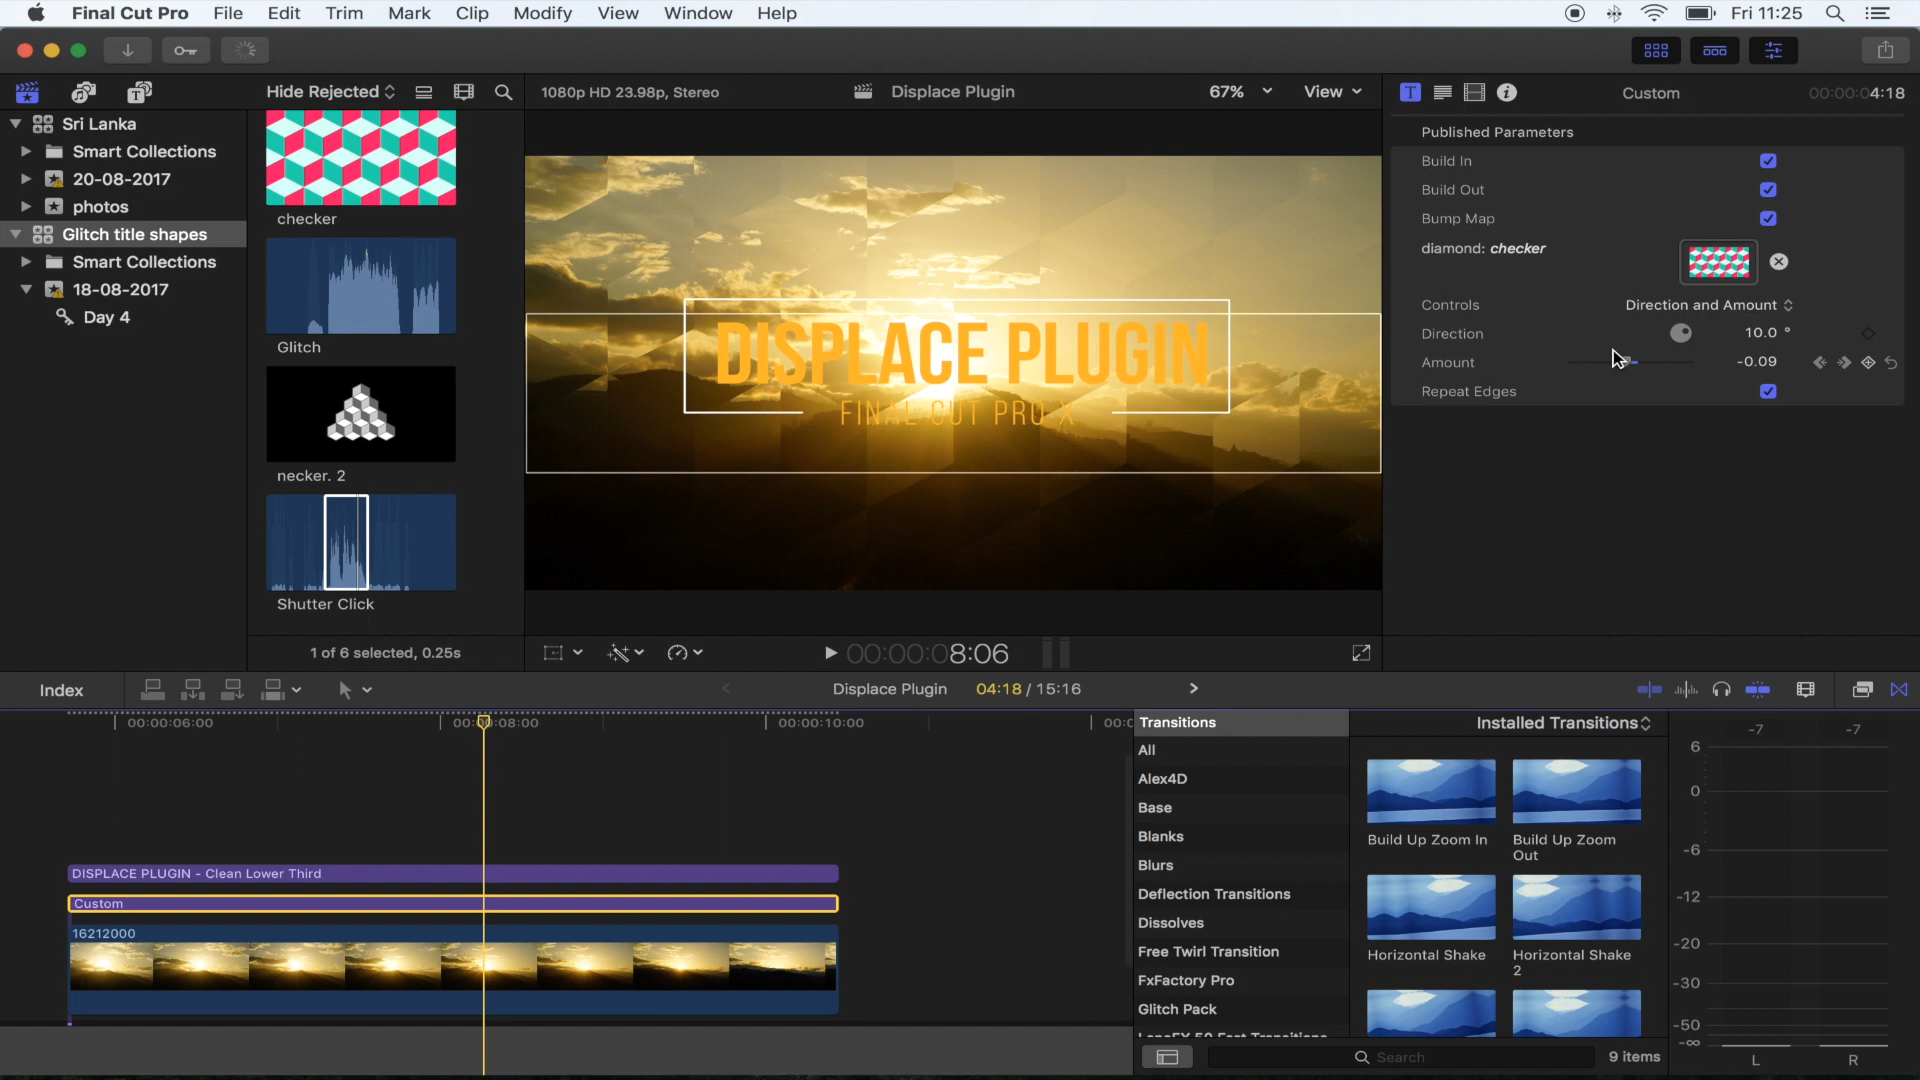 Final Cut Pro File Edit Trim Mark Clip Modify View Window Help Fri 11:25
Hide Rejected 1080p HD 23.98p, Stereo Displace Plugin 67% View Custom 00:00:04:18
Sri Lanka
Smart Collections
20-08-2017
photos
Glitch title shapes
Smart Collections
18-08-2017
Day 4
checker
Glitch
necker. 2
Shutter Click
1 of 6 selected, 0.25s
DISPLACE PLUGIN
FINAL CUT PRO X
00:00:08:06
Published Parameters
Build In
Build Out
Bump Map
diamond: checker
Controls Direction and Amount
Direction 10.0 °
Amount -0.09
Repeat Edges
Index Displace Plugin 04:18 / 15:16
00:00:06:00 00:00:08:00 00:00:10:00
DISPLACE PLUGIN - Clean Lower Third
Custom
16212000
Transitions
All
Alex4D
Base
Blanks
Blurs
Deflection Transitions
Dissolves
Free Twirl Transition
FxFactory Pro
Glitch Pack
Installed Transitions
Build Up Zoom In
Build Up Zoom Out
Horizontal Shake
Horizontal Shake 2
Search 9 items
-7 -7
6
0
-6
-12
-20
-30
-50
-∞
L R